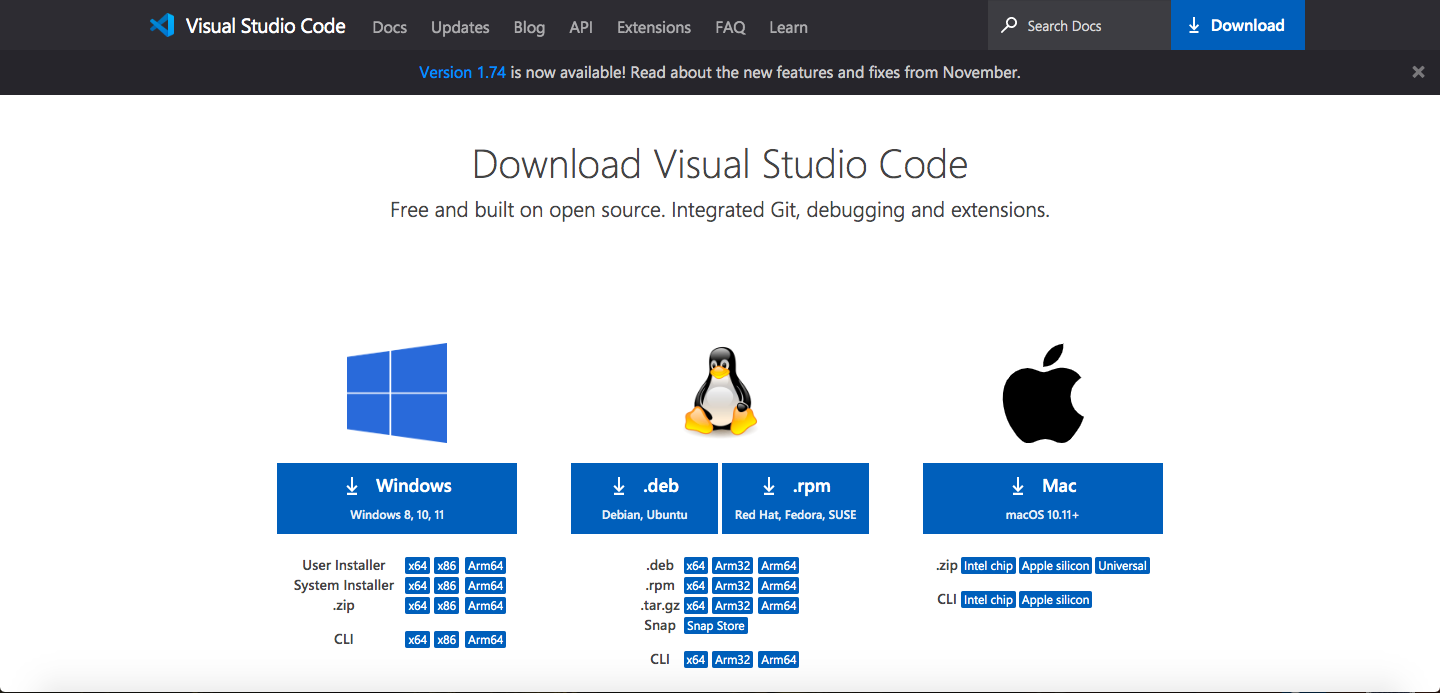 Visual Studio Code Docs Updates Blog API Extensions FAQ Learn Search Docs Download
Version 1.74 is now available! Read about the new features and fixes from November.
Download Visual Studio Code
Free and built on open source. Integrated Git, debugging and extensions.
Windows
Windows 8, 10, 11
User Installer x64 x86 Arm64
System Installer x64 x86 Arm64
.zip x64 x86 Arm64
CLI x64 x86 Arm64
.deb
Debian, Ubuntu
.rpm
Red Hat, Fedora, SUSE
.deb x64 Arm32 Arm64
.rpm x64 Arm32 Arm64
.tar.gz x64 Arm32 Arm64
Snap Snap Store
CLI x64 Arm32 Arm64
Mac
macOS 10.11+
.zip Intel chip Apple silicon Universal
CLI Intel chip Apple silicon